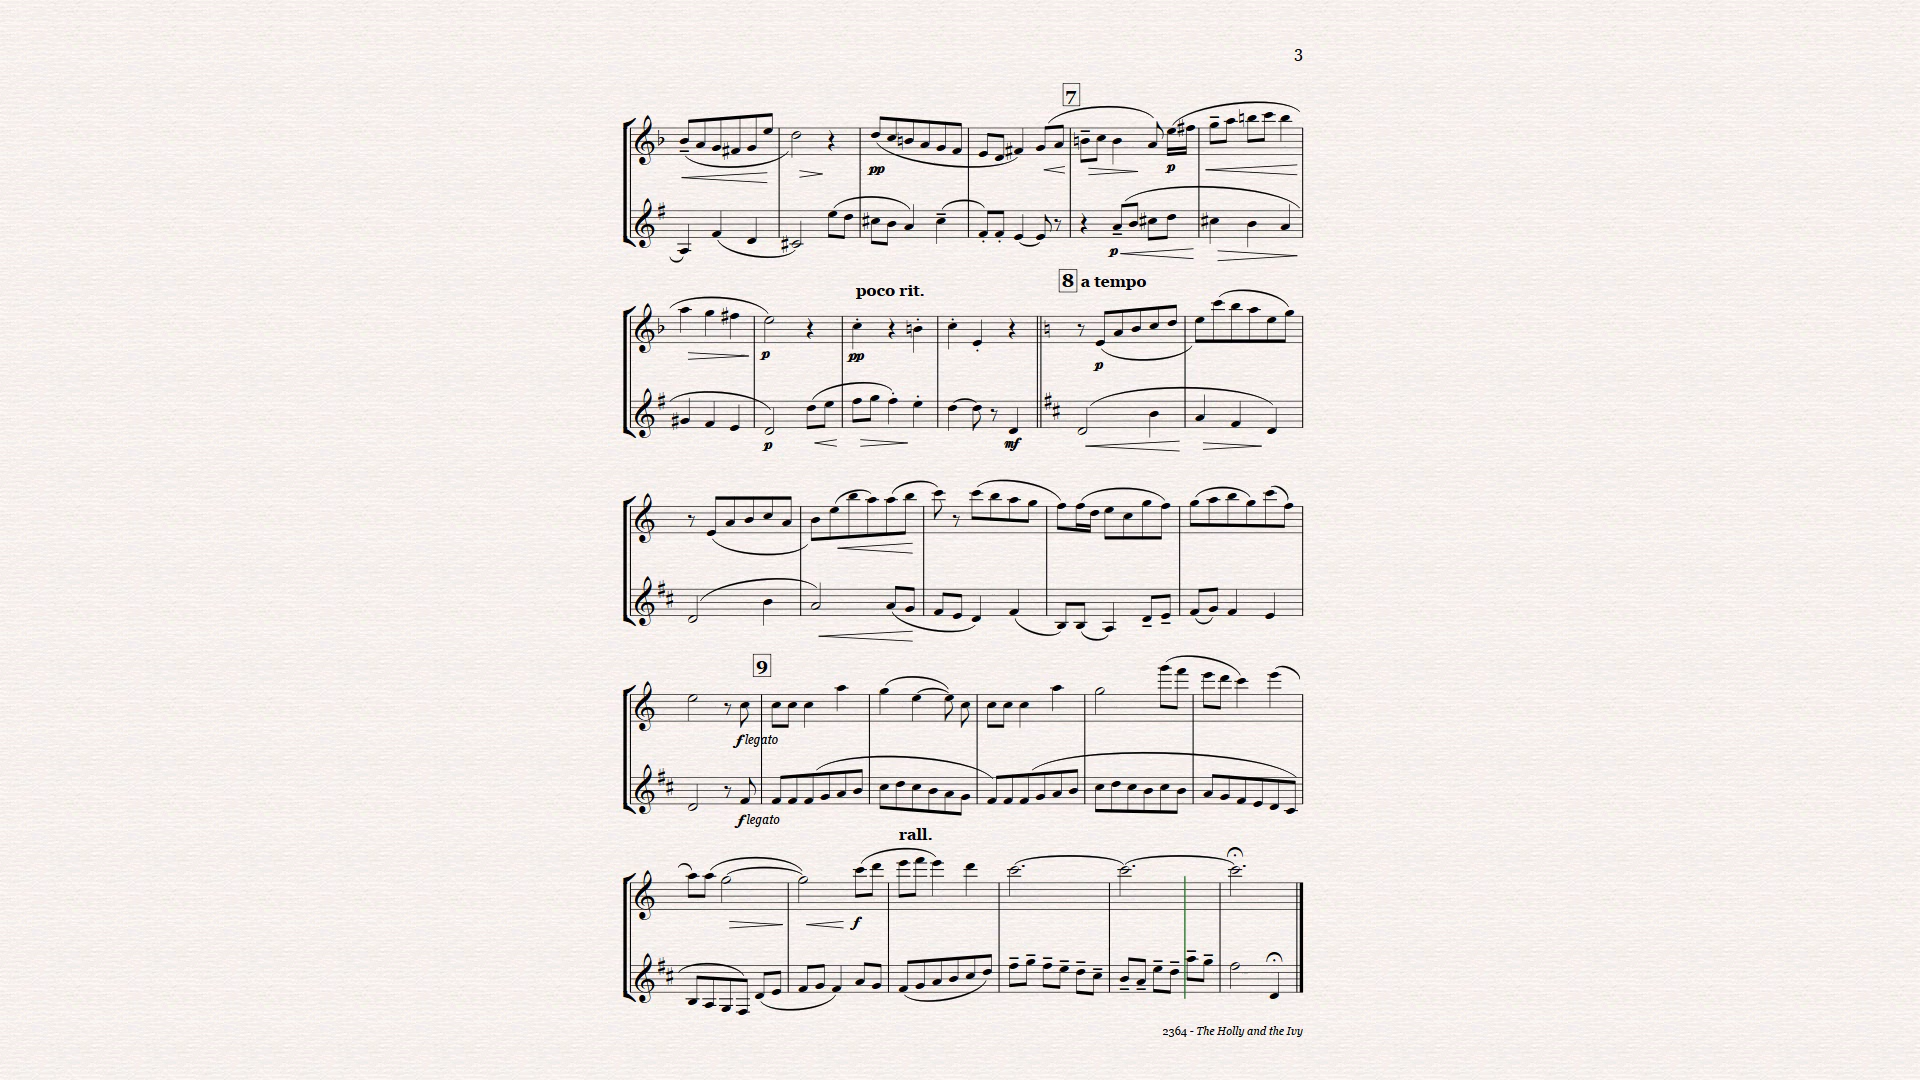 3
7
pp
p
p
poco rit.
8 a tempo
p
pp
p
p
mf
9
f legato
f legato
rall.
f
2364 - The Holly and the Ivy